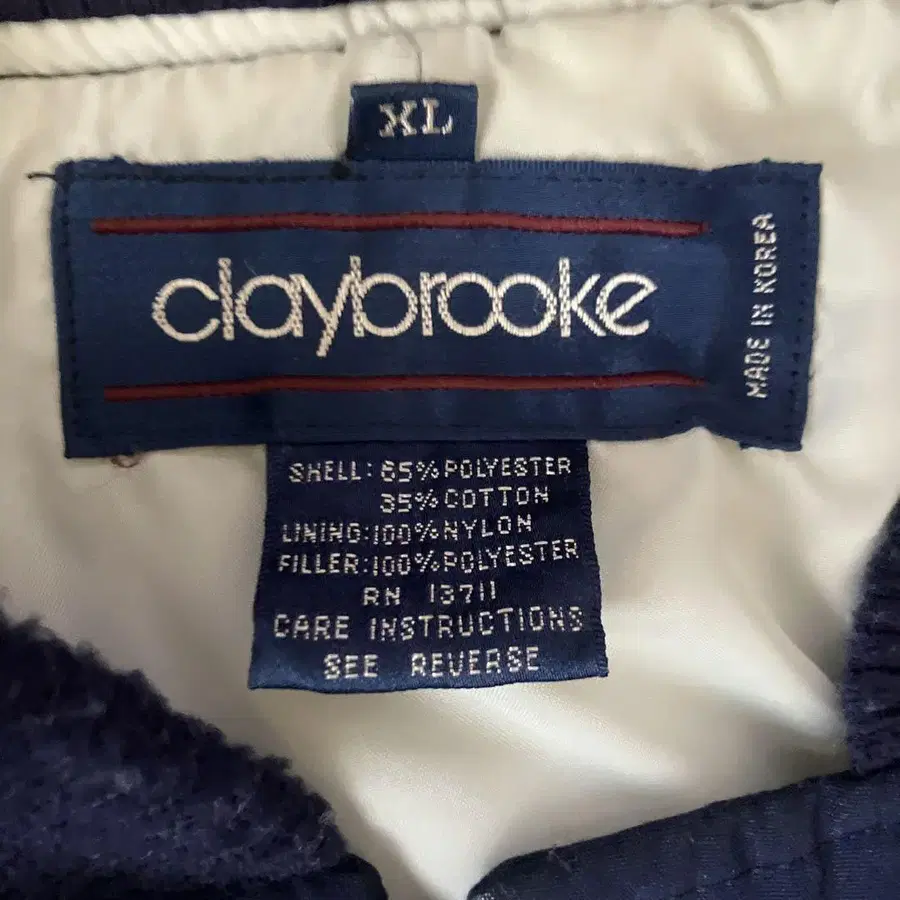 XL
claybrooke
MADE IN KOREA
SHELL: 65% POLYESTER
35% COTTON
LINING: 100% NYLON
FILLER: 100% POLYESTER
RN 13711
CARE INSTRUCTIONS
SEE REVERSE